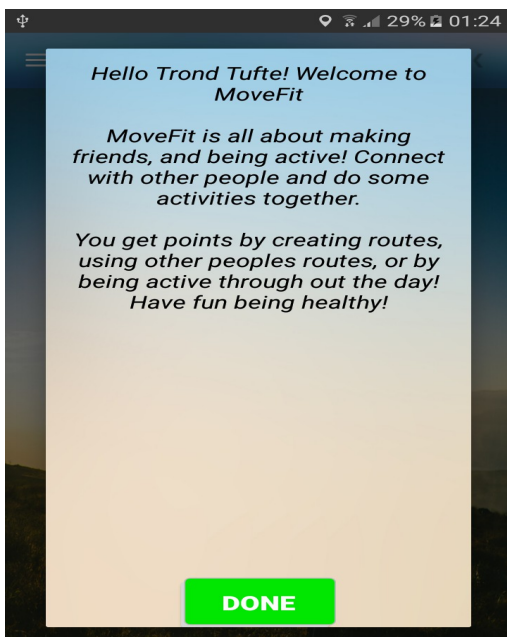 29% 01:24
Hello Trond Tufte! Welcome to
MoveFit
MoveFit is all about making
friends, and being active! Connect
with other people and do some
activities together.
You get points by creating routes,
using other peoples routes, or by
being active through out the day!
Have fun being healthy!
DONE